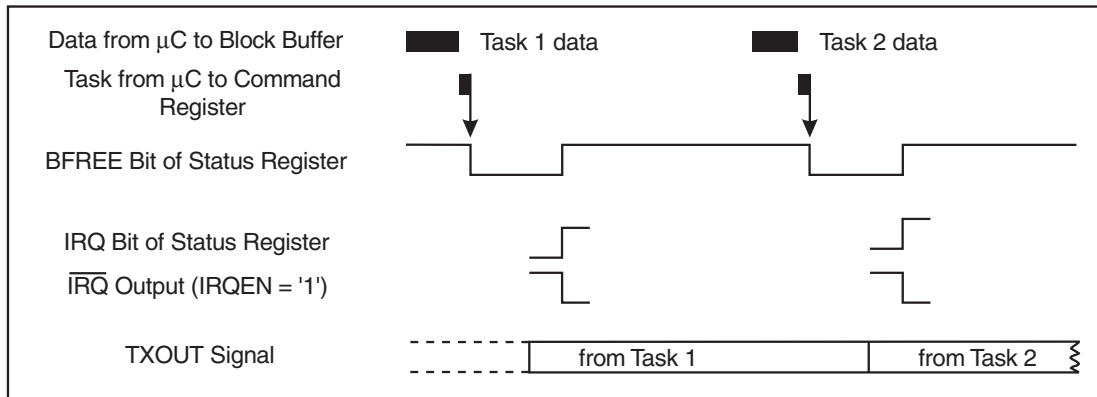 Data from μC to Block Buffer
Task 1 data
Task 2 data
Task from μC to Command
Register
BFREE Bit of Status Register
IRQ Bit of Status Register
IRQ Output (IRQEN = '1')
TXOUT Signal
from Task 1
from Task 2